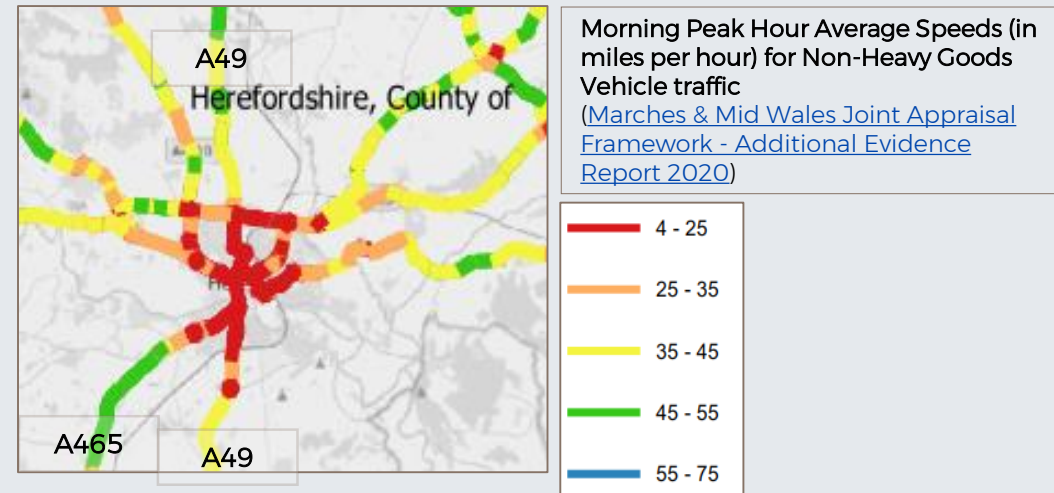 A49
Herefordshire, County of
A465
A49
Morning Peak Hour Average Speeds (in
miles per hour) for Non-Heavy Goods
Vehicle traffic
(Marches & Mid Wales Joint Appraisal
Framework - Additional Evidence
Report 2020)
4 - 25
25 - 35
35 - 45
45 - 55
55 - 75